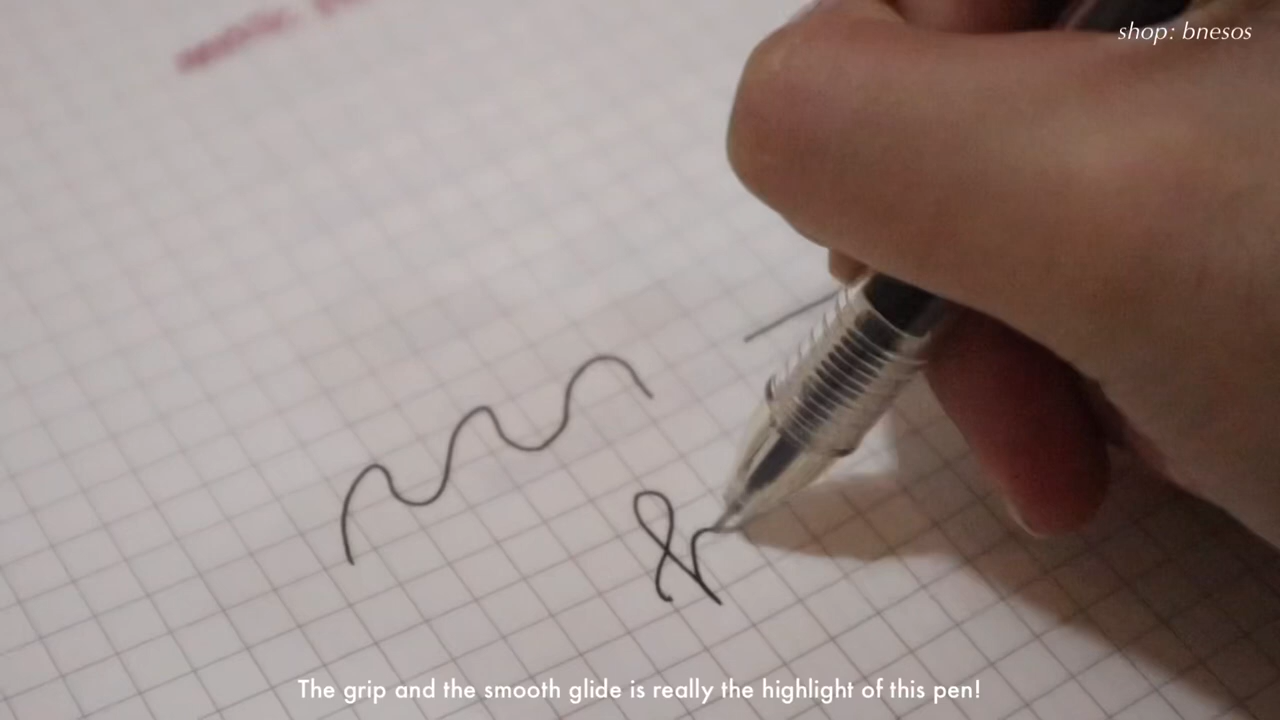 shop: bnesos
The grip and the smooth glide is really the highlight of this pen!